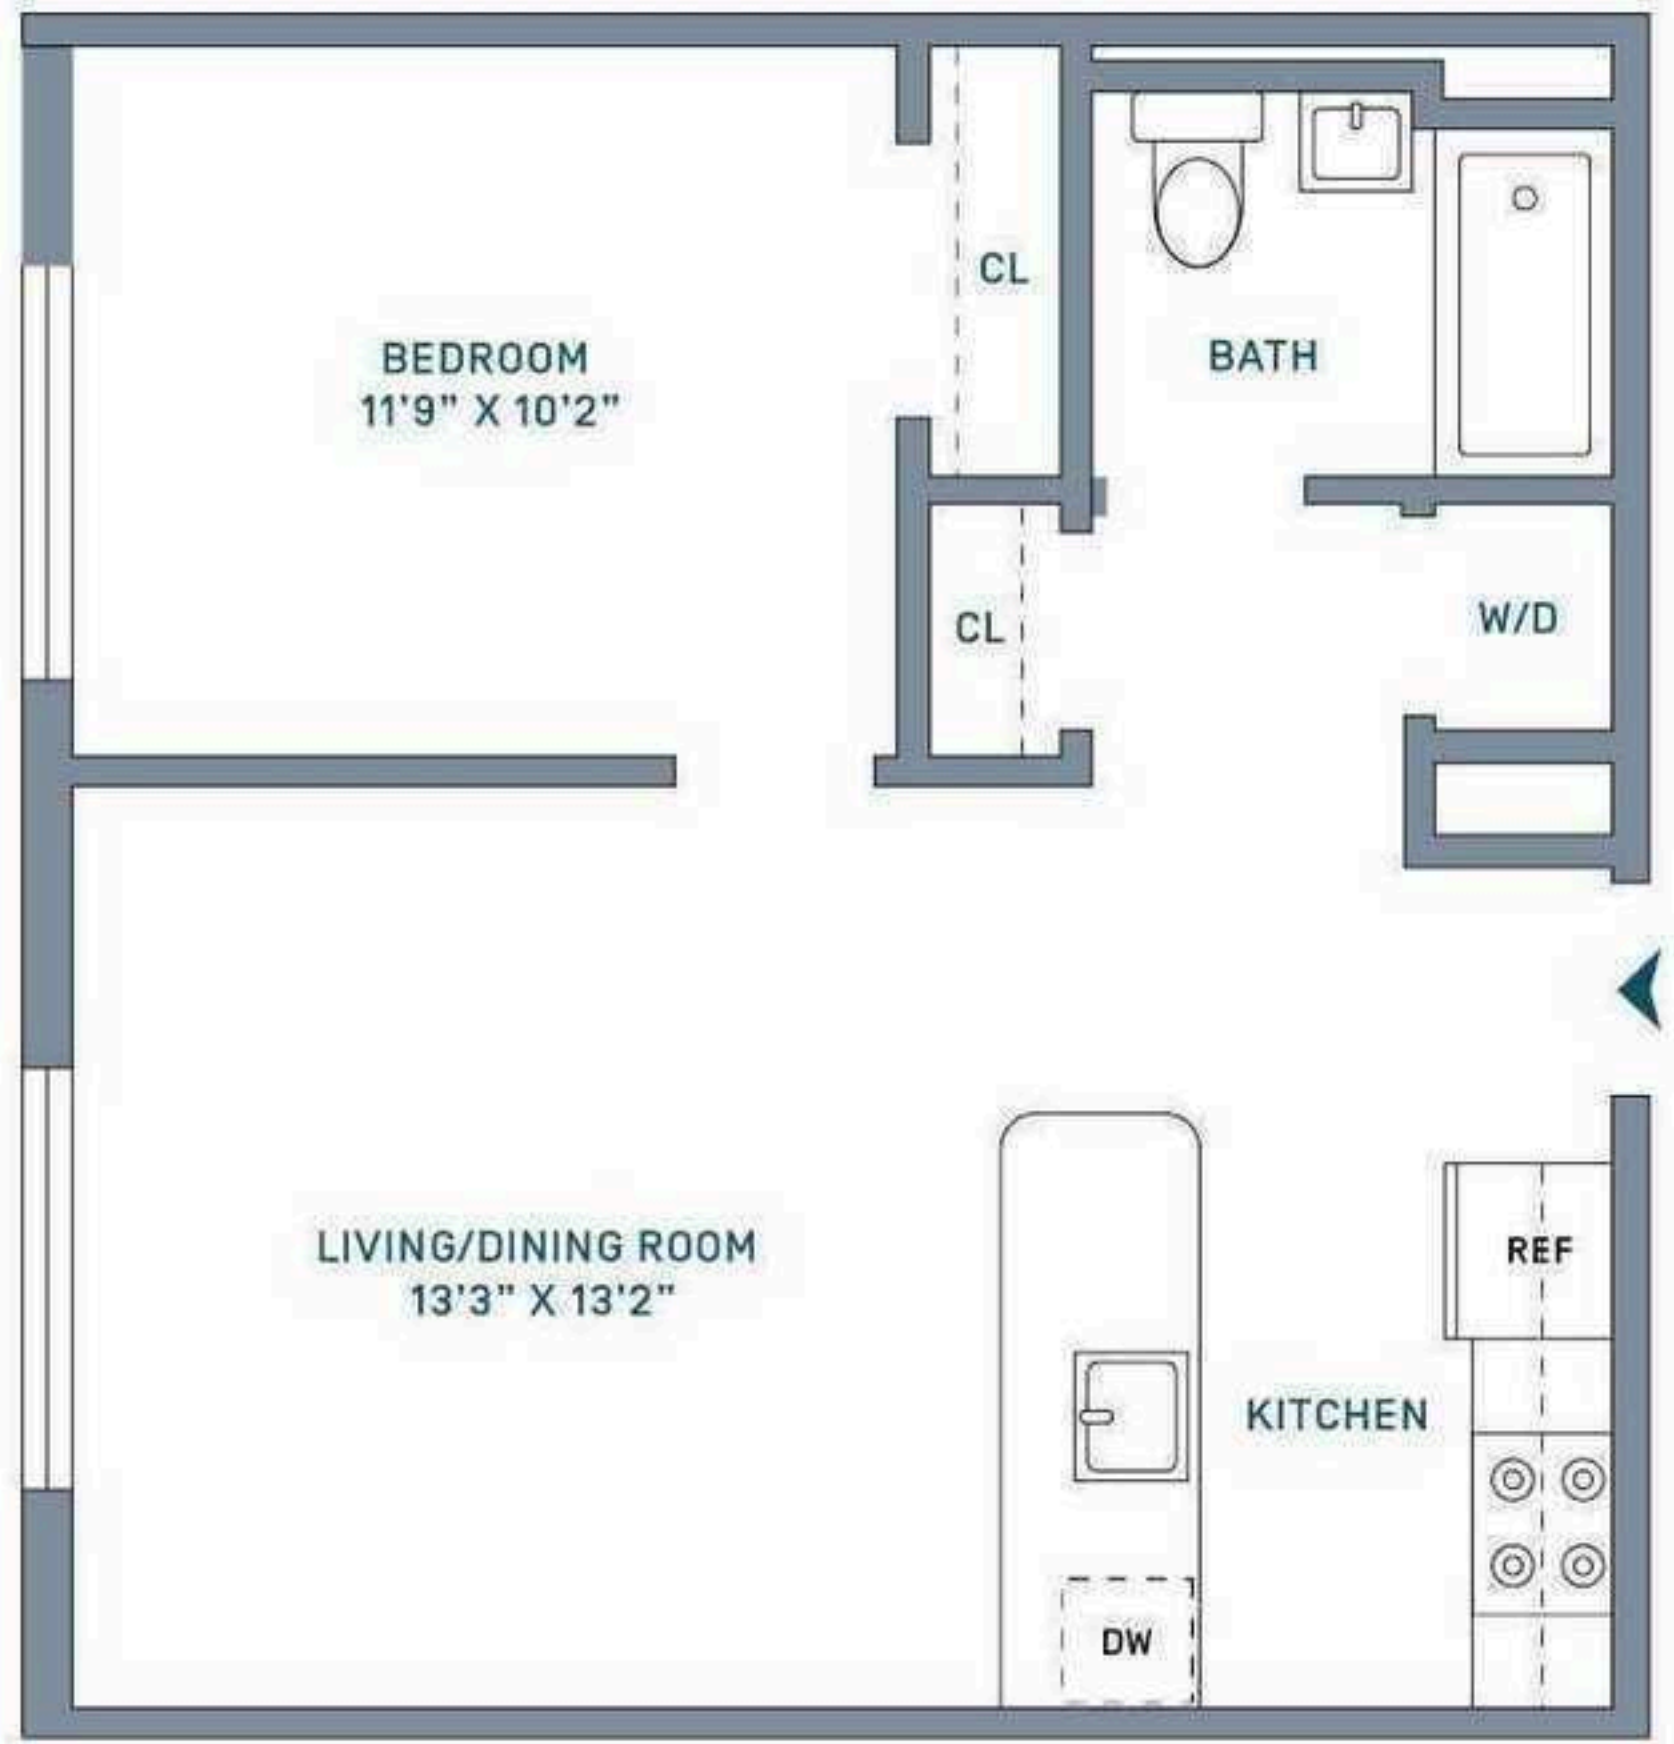 CL
BEDROOM
11'9" X 10'2"
BATH
CL
W/D
LIVING/DINING ROOM
13'3" X 13'2"
REF
KITCHEN
DW